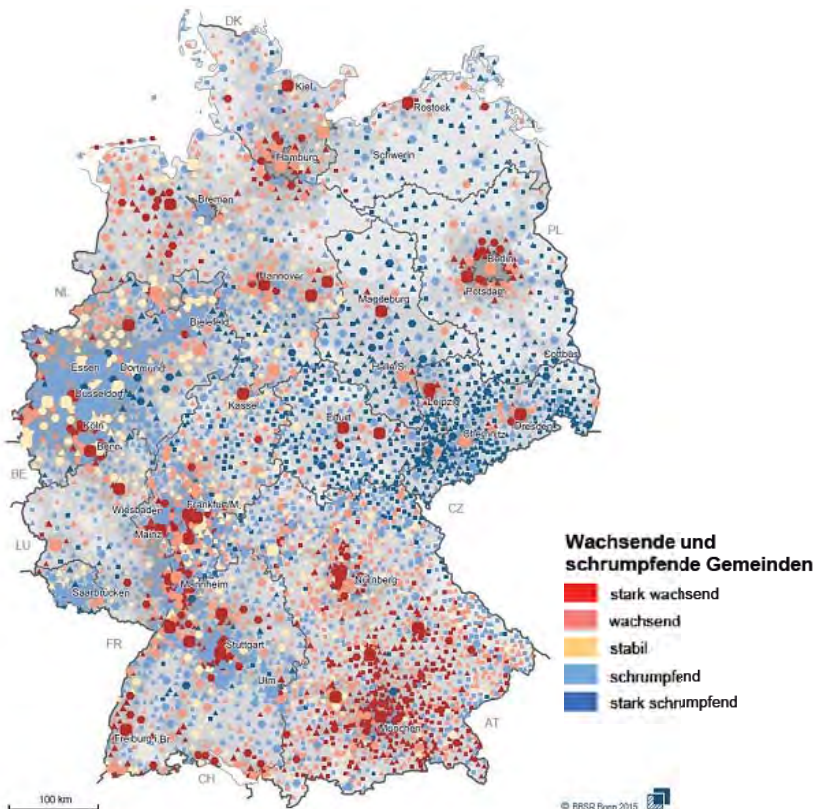 DK
Kiel
Rostock
Hamburg
Schwerin
Bremen
PL
Berlin
Hannover
Potsdam
NL
Magdeburg
Bielefeld
Cottbus
Essen
Dortmund
Halle/S.
Düsseldorf
Kassel
Leipzig
Köln
Erfurt
Dresden
Chemnitz
Bonn
BE
Wiesbaden
Frankfurt/M.
CZ
Mainz
LU
Wachsende und
schrumpfende Gemeinden
Mannheim
Nürnberg
Saarbrücken
stark wachsend
wachsend
FR
Stuttgart
stabil
Ulm
schrumpfend
stark schrumpfend
München
AT
Freiburg i.Br.
CH
100 km
© BBSR Bonn 2015